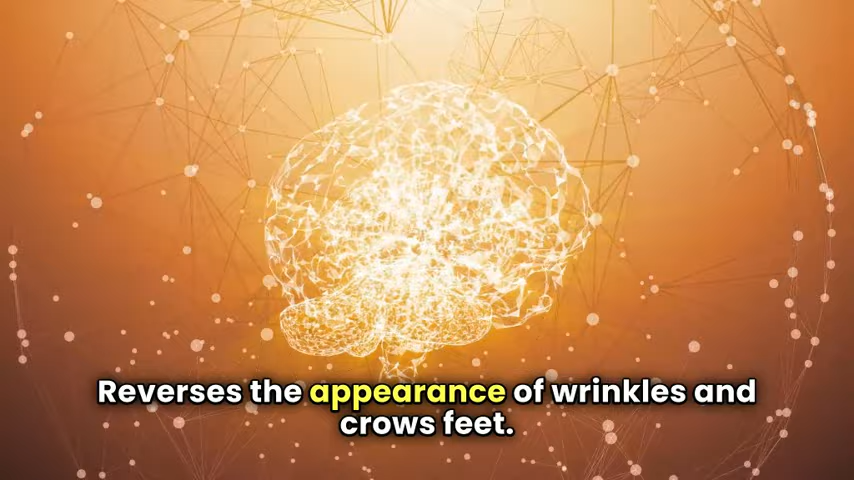 Reverses the appearance of wrinkles and
crows feet.